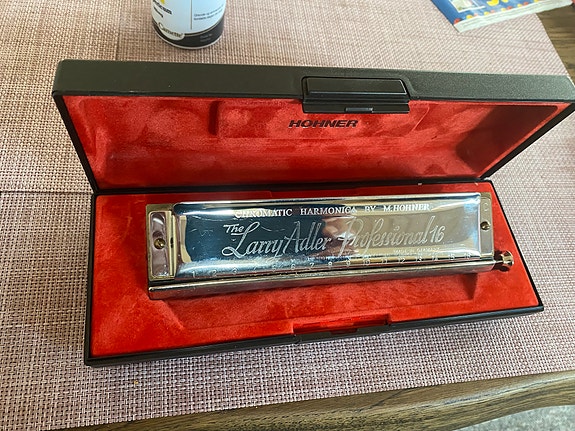 HOHNER
CHROMATIC HARMONICA BY M.HOHNER
The
Larry Adler Professional 16